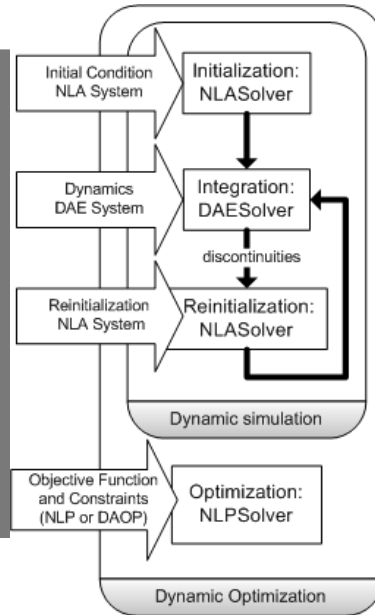 Initial Condition
NLA System
Initialization:
NLASolver
Dynamics
DAE System
Integration:
DAESolver
discontinuities
Reinitialization
NLA System
Reinitialization:
NLASolver
Dynamic simulation
Objective Function
and Constraints
(NLP or DAOP)
Optimization:
NLPSolver
Dynamic Optimization